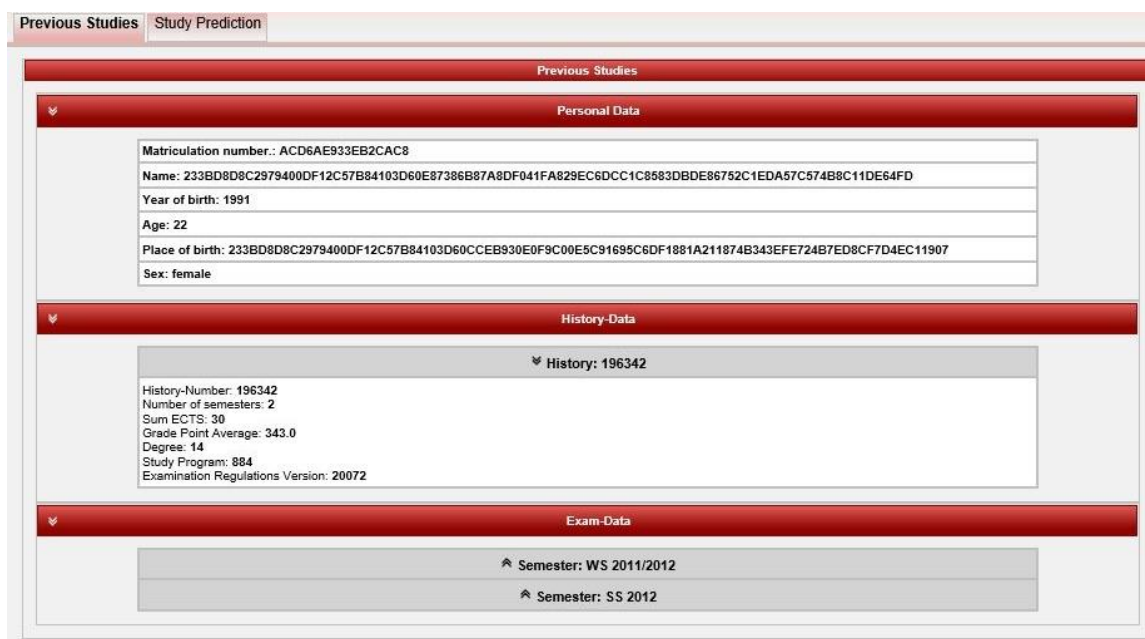 Previous Studies Study Prediction
Previous Studies
Personal Data
Matriculation number.: ACD6AE933EB2CAC8
Name: 233BD8D8C2979400DF12C57B84103D60E87386B87A8DF041FA829EC6DCC1C8583DBDE86752C1EDA57C574B8C11DE64FD
Year of birth: 1991
Age: 22
Place of birth: 233BD8D8C2979400DF12C57B84103D60CCEB930E0F9C00E5C91695C6DF1881A211874B343EFE724B7ED8CF7D4EC11907
Sex: female
History-Data
History: 196342
History-Number: 196342
Number of semesters: 2
Sum ECTS: 30
Grade Point Average: 343.0
Degree: 14
Study Program: 884
Examination Regulations Version: 20072
Exam-Data
Semester: WS 2011/2012
Semester: SS 2012